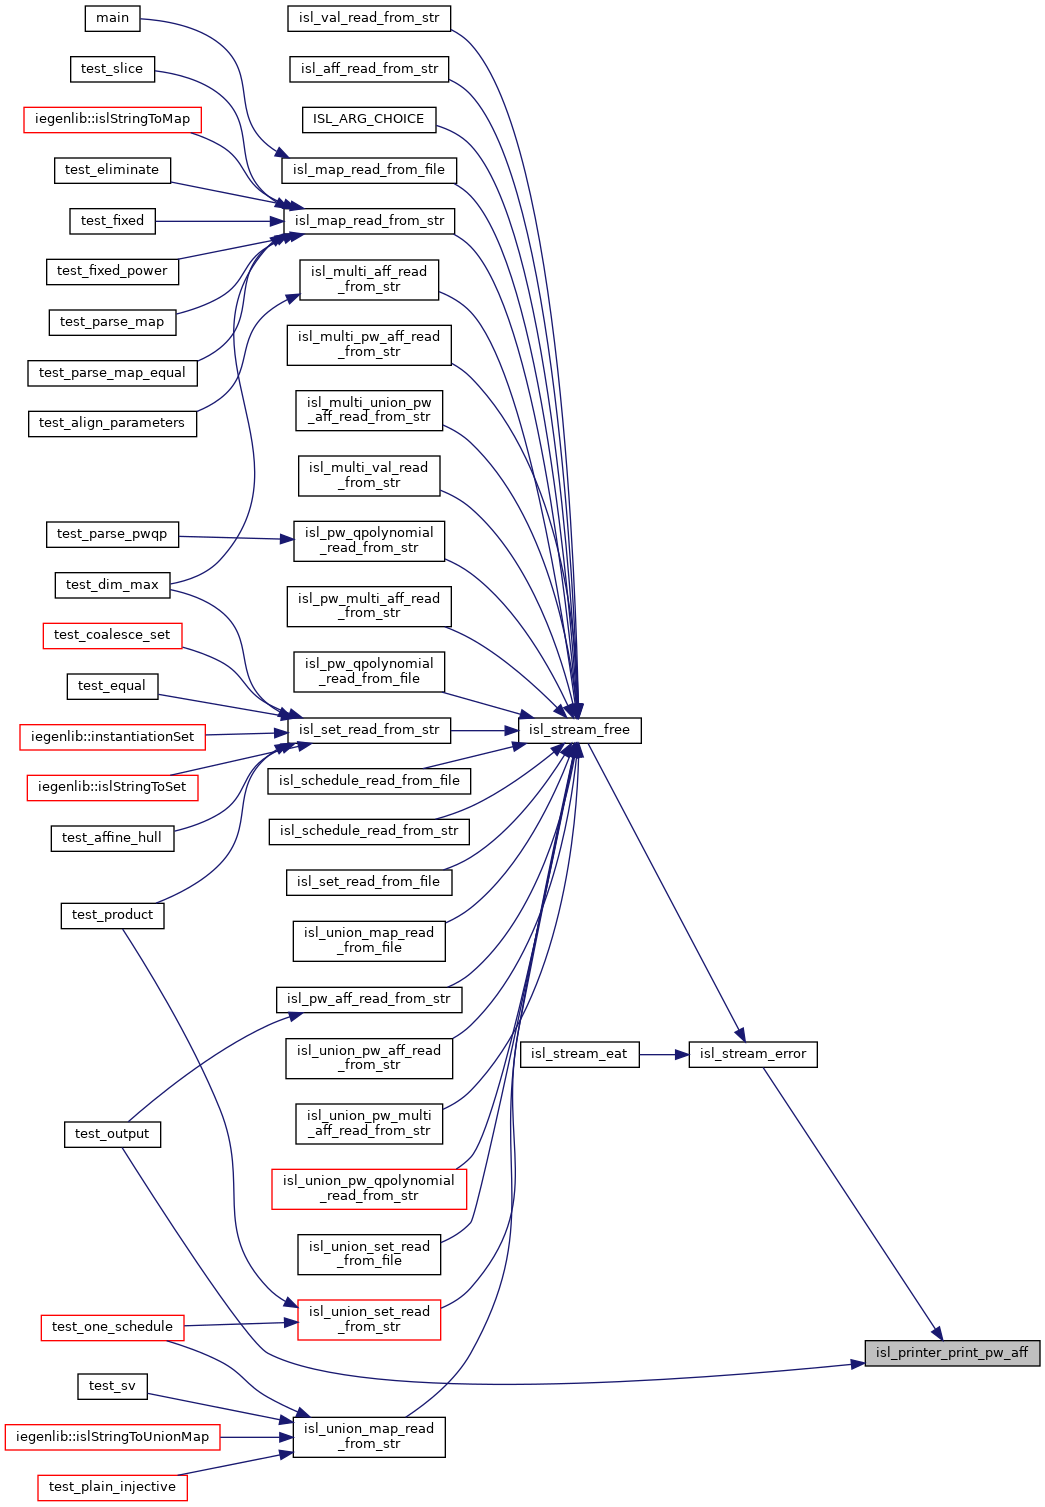 main
test_slice
iegenlib::islStringToMap
test_eliminate
test_fixed
test_fixed_power
test_parse_map
test_parse_map_equal
test_align_parameters
test_parse_pwqp
test_dim_max
test_coalesce_set
test_equal
iegenlib::instantiationSet
iegenlib::islStringToSet
test_affine_hull
test_product
test_output
test_one_schedule
test_sv
iegenlib::islStringToUnionMap
test_plain_injective
isl_val_read_from_str
isl_aff_read_from_str
ISL_ARG_CHOICE
isl_map_read_from_file
isl_map_read_from_str
isl_multi_aff_read
_from_str
isl_multi_pw_aff_read
_from_str
isl_multi_union_pw
_aff_read_from_str
isl_multi_val_read
_from_str
isl_pw_qpolynomial
_read_from_str
isl_pw_multi_aff_read
_from_str
isl_pw_qpolynomial
_read_from_file
isl_set_read_from_str
isl_schedule_read_from_file
isl_schedule_read_from_str
isl_set_read_from_file
isl_union_map_read
_from_file
isl_pw_aff_read_from_str
isl_union_pw_aff_read
_from_str
isl_union_pw_multi
_aff_read_from_str
isl_union_pw_qpolynomial
_read_from_str
isl_union_set_read
_from_file
isl_union_set_read
_from_str
isl_union_map_read
_from_str
isl_stream_free
isl_stream_eat
isl_stream_error
isl_printer_print_pw_aff